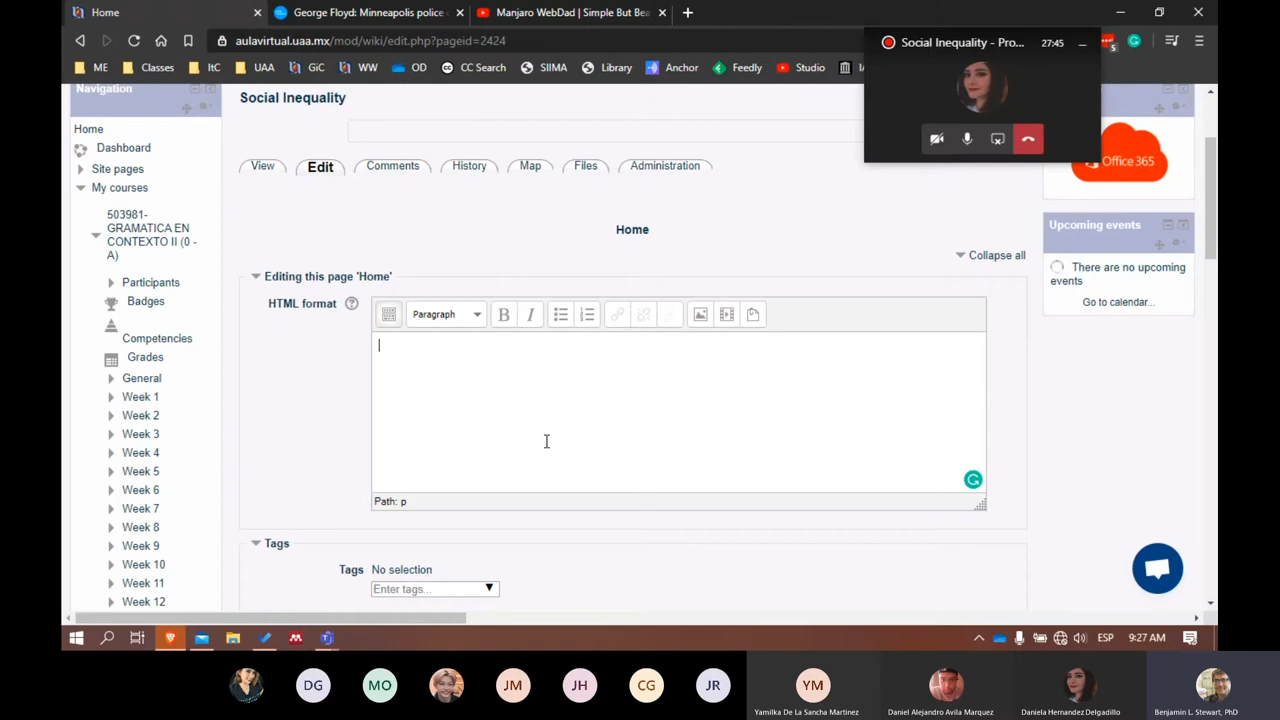 Home
George Floyd: Minneapolis police
Manjaro WebDad | Simple But Bea
Social Inequality - Pro...
27:45
aulavirtual.uaa.mx/mod/wiki/edit.php?pageid=2424
5
ME
Classes
ItC
UAA
GiC
WW
OD
CC Search
SIIMA
Library
Anchor
Feedly
Studio
Navigation
Home
Dashboard
Site pages
My courses
503981-
GRAMATICA EN
CONTEXTO II (0 -
A)
Participants
Badges
Competencies
Grades
General
Week 1
Week 2
Week 3
Week 4
Week 5
Week 6
Week 7
Week 8
Week 9
Week 10
Week 11
Week 12
Social Inequality
View
Edit
Comments
History
Map
Files
Administration
Home
Collapse all
Editing this page 'Home'
HTML format
Paragraph
B
I
Path: p
Tags
Tags
No selection
Enter tags...
Office 365
Upcoming events
There are no upcoming
events
Go to calendar...
ESP
9:27 AM
DG
MO
JM
JH
CG
JR
YM
Yamilka De La Sancha Martinez
Daniel Alejandro Avila Marquez
Daniela Hernandez Delgadillo
Benjamin L. Stewart, PhD